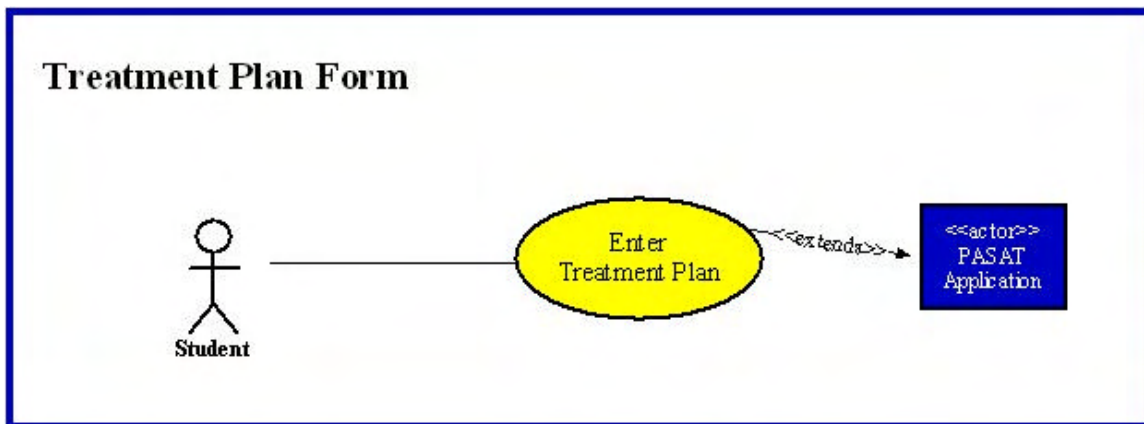 Treatment Plan Form
Enter
Treatment Plan
<<extends>>
<<actor>>
PASAT
Application
Student